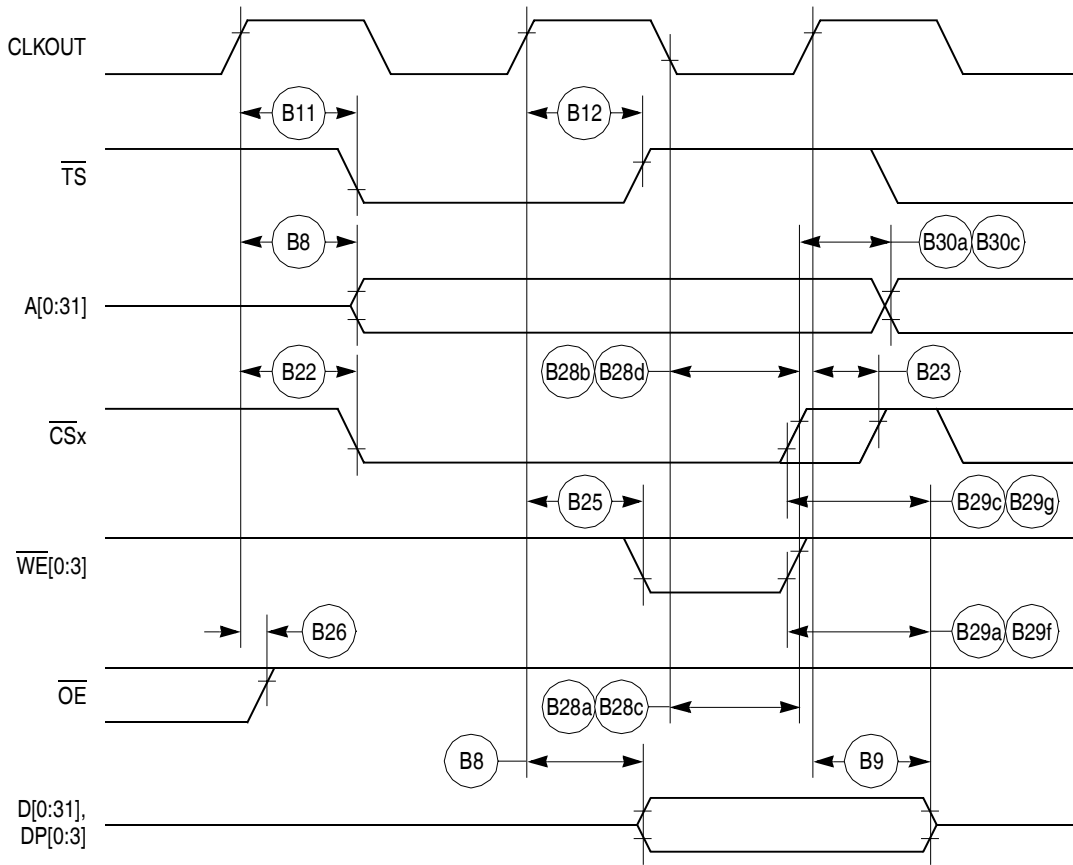 CLKOUT
B11 B12
TS
B8 B30a B30c
A[0:31]
B22 B28b B28d B23
CSx
B25 B29c B29g
WE[0:3]
B26 B29a B29f
OE
B28a B28c
B8 B9
D[0:31],
DP[0:3]